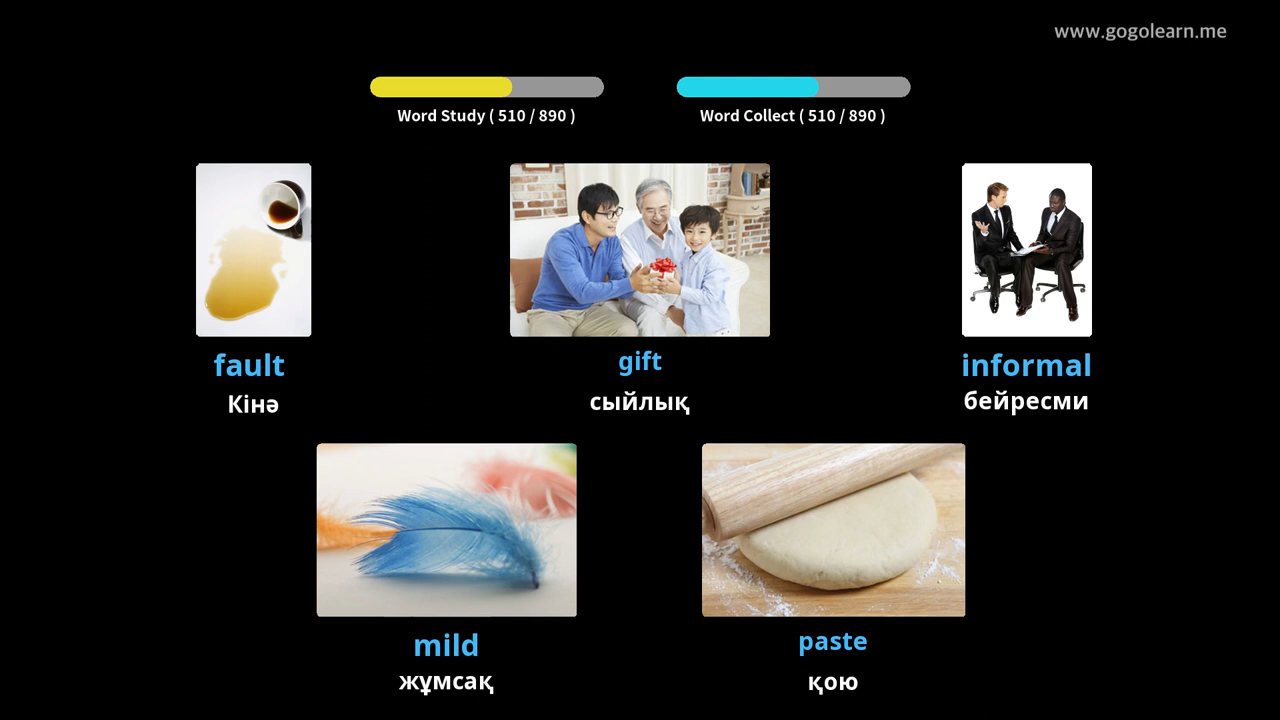 www.gogolearn.me
Word Study ( 510 / 890 )
Word Collect ( 510 / 890 )
fault
Кінә
gift
сыйлық
informal
бейресми
mild
жұмсақ
paste
қою